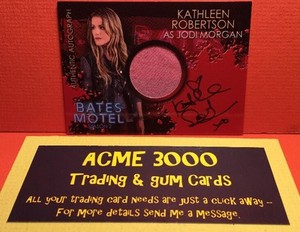 KATHLEEN
ROBERTSON
AS JODI MORGAN
AUTHENTIC AUTOGRAPH
BATES
MOTEL
ACME 3000
TRADING & GUM CARDS
ALL YOUR TRADING CARD NEEDS ARE JUST A CLICK AWAY --
FOR MORE DETAILS SEND ME A MESSAGE.